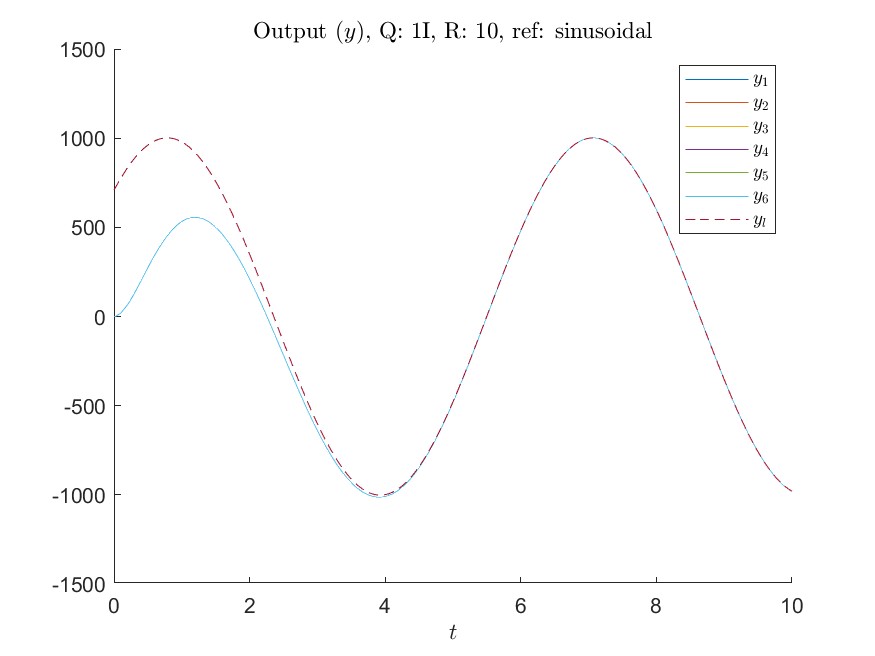 Output (y), Q: 1I, R: 10, ref: sinusoidal
1500
1000
500
0
-500
-1000
-1500
0 2 4 6 8 10
t
y₁
y₂
y₃
y₄
y₅
y₆
yₗ